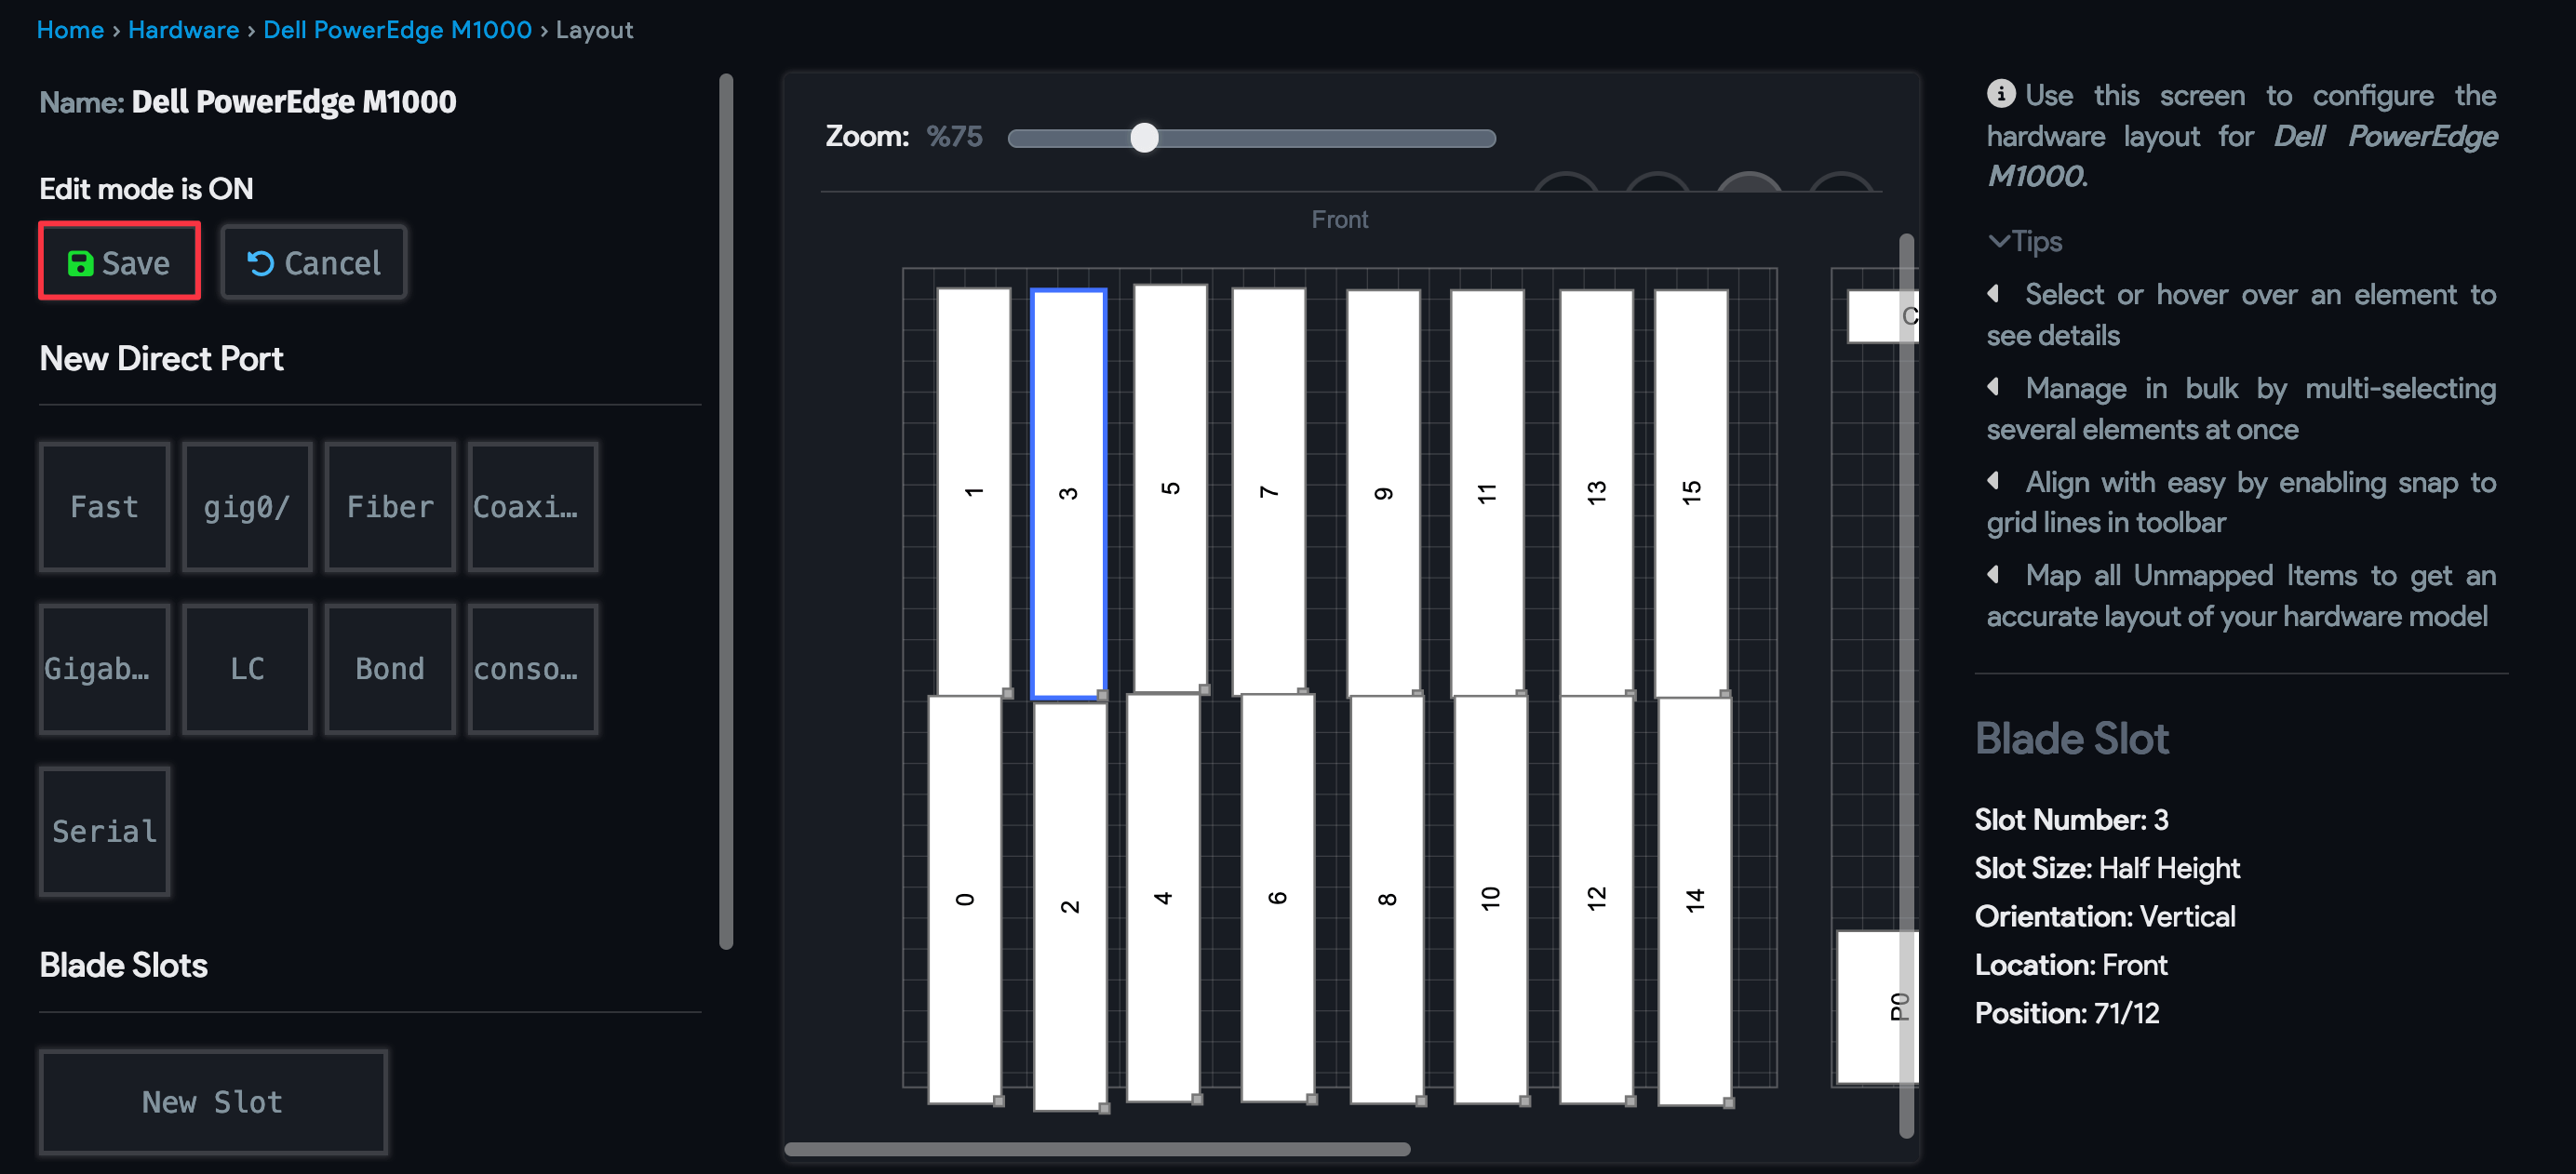 Home › Hardware › Dell PowerEdge M1000 › Layout
Name: Dell PowerEdge M1000
Edit mode is ON
Save
Cancel
New Direct Port
Fast
gig0/
Fiber
Coaxi…
Gigab…
LC
Bond
conso…
Serial
Blade Slots
New Slot
Zoom: %75
Front
1
3
5
7
9
11
13
15
0
2
4
6
8
10
12
14
C
P0
Use this screen to configure the
hardware layout for Dell PowerEdge
M1000.
Tips
Select or hover over an element to
see details
Manage in bulk by multi-selecting
several elements at once
Align with easy by enabling snap to
grid lines in toolbar
Map all Unmapped Items to get an
accurate layout of your hardware model
Blade Slot
Slot Number: 3
Slot Size: Half Height
Orientation: Vertical
Location: Front
Position: 71/12